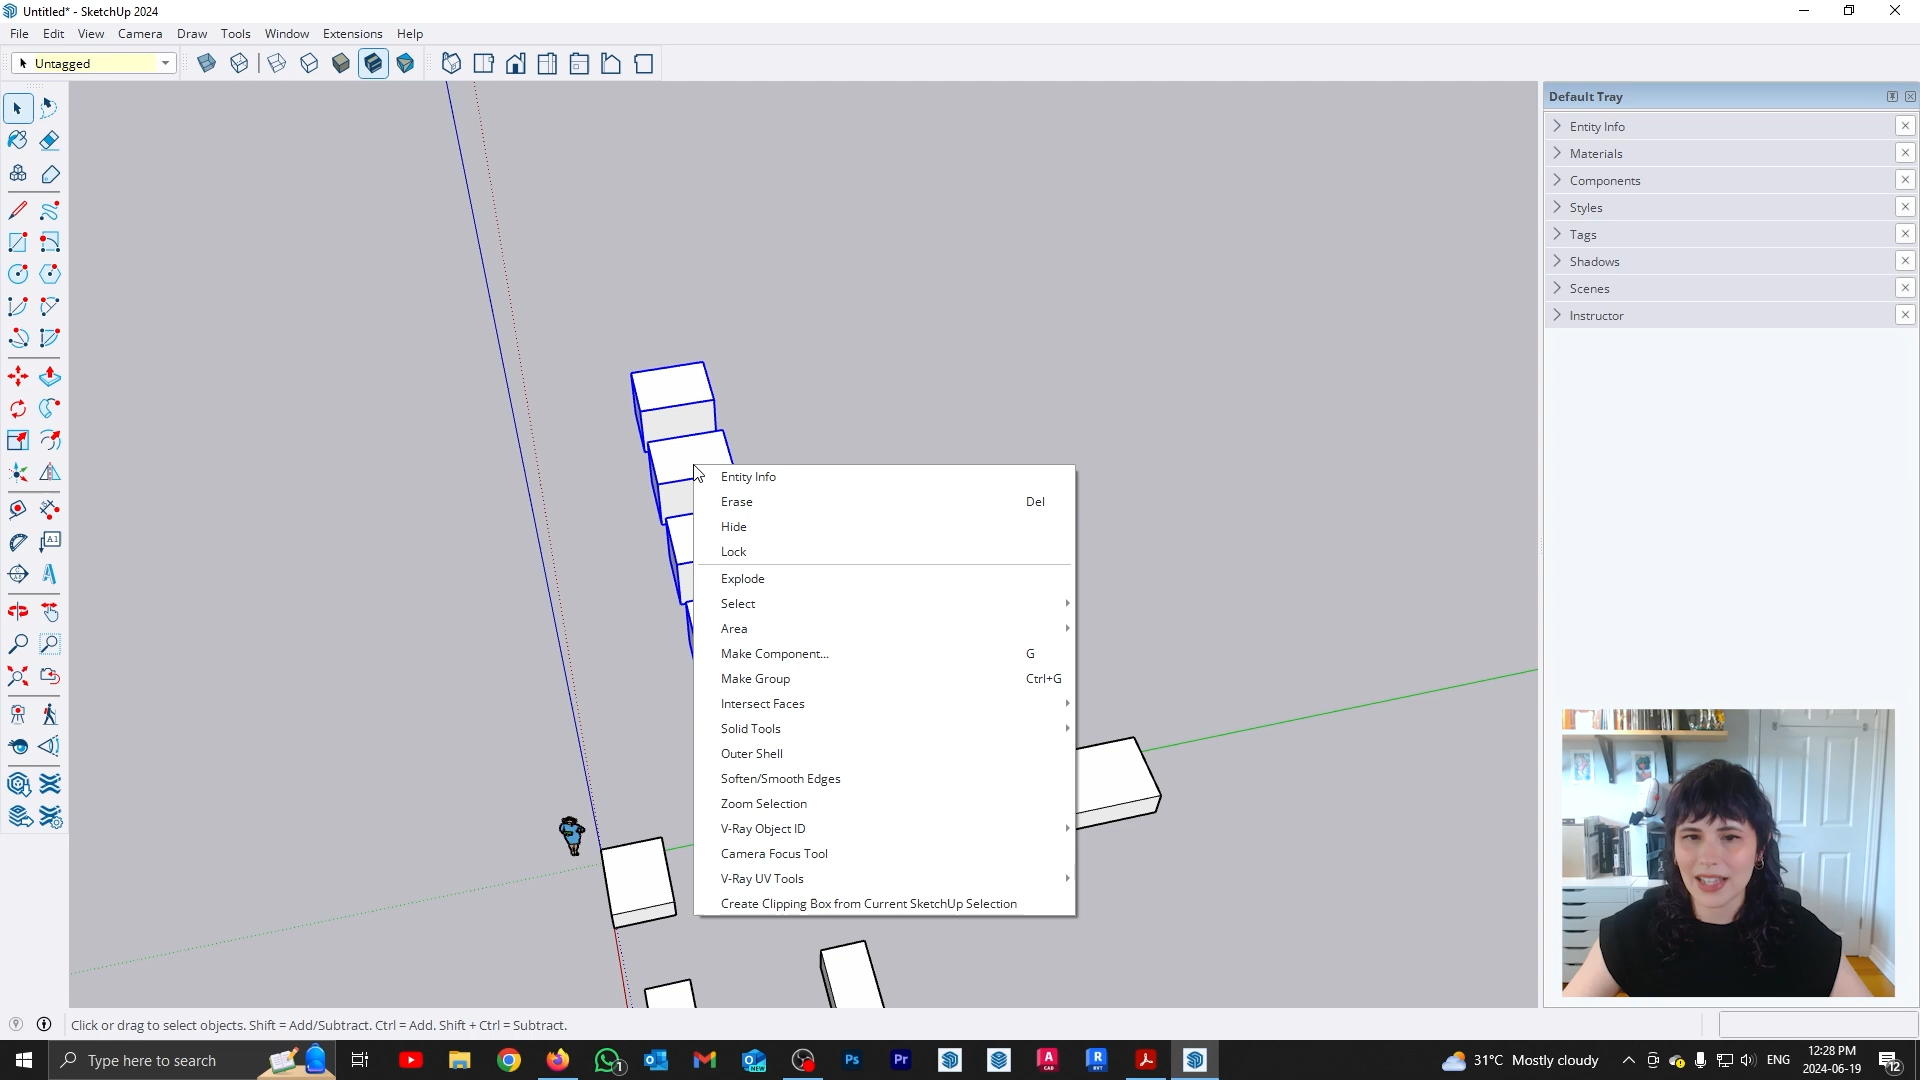 Untitled* - SketchUp 2024
File Edit View Camera Draw Tools Window Extensions Help
Untagged
Default Tray
Entity Info
Materials
Components
Styles
Tags
Shadows
Scenes
Instructor
Entity Info
Erase Del
Hide
Lock
Explode
Select
Area
Make Component... G
Make Group Ctrl+G
Intersect Faces
Solid Tools
Outer Shell
Soften/Smooth Edges
Zoom Selection
V-Ray Object ID
Camera Focus Tool
V-Ray UV Tools
Create Clipping Box from Current SketchUp Selection
Click or drag to select objects. Shift = Add/Subtract. Ctrl = Add. Shift + Ctrl = Subtract.
Type here to search
31°C Mostly cloudy
ENG
12:28 PM
2024-06-19
12